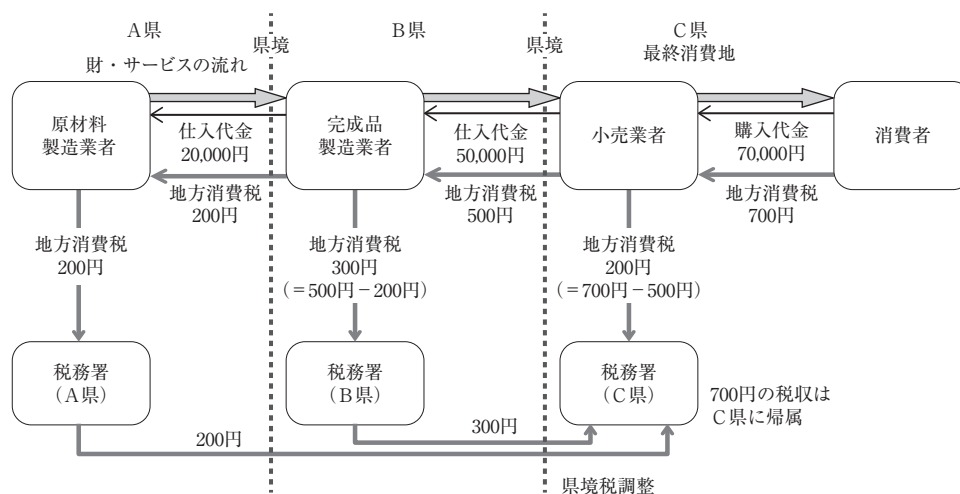 A県
B県
C県
県境
県境
最終消費地
財・サービスの流れ
原材料
製造業者
仕入代金
20,000円
完成品
製造業者
仕入代金
50,000円
小売業者
購入代金
70,000円
消費者
地方消費税
200円
地方消費税
500円
地方消費税
700円
地方消費税
200円
地方消費税
300円
(=500円-200円)
地方消費税
200円
(=700円-500円)
税務署
(A県)
税務署
(B県)
税務署
(C県)
700円の税収は
C県に帰属
200円
300円
県境税調整